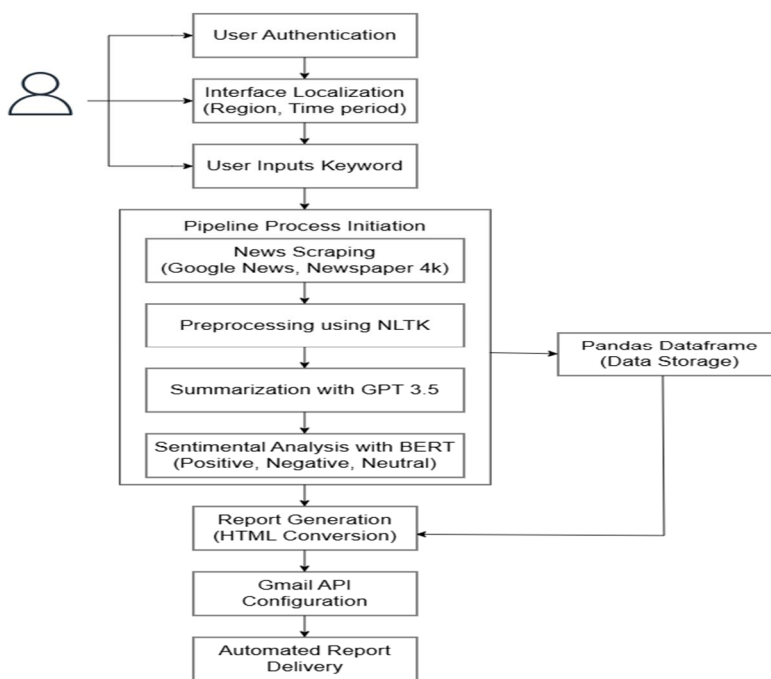 User Authentication
Interface Localization
(Region, Time period)
User Inputs Keyword
Pipeline Process Initiation
News Scraping
(Google News, Newspaper 4k)
Preprocessing using NLTK
Summarization with GPT 3.5
Sentimental Analysis with BERT
(Positive, Negative, Neutral)
Pandas Dataframe
(Data Storage)
Report Generation
(HTML Conversion)
Gmail API
Configuration
Automated Report
Delivery